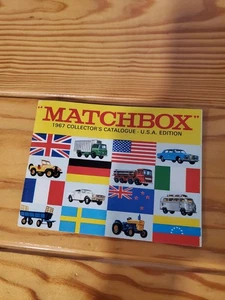 "MATCHBOX"
1967 COLLECTOR'S CATALOGUE - U.S.A. EDITION